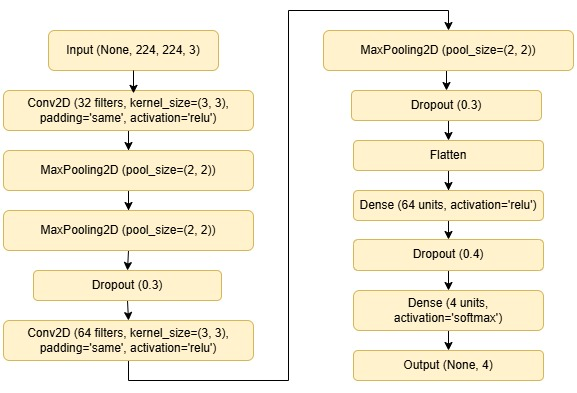 Input (None, 224, 224, 3)
Conv2D (32 filters, kernel_size=(3, 3),
padding='same', activation='relu')
MaxPooling2D (pool_size=(2, 2))
MaxPooling2D (pool_size=(2, 2))
Dropout (0.3)
Conv2D (64 filters, kernel_size=(3, 3),
padding='same', activation='relu')
MaxPooling2D (pool_size=(2, 2))
Dropout (0.3)
Flatten
Dense (64 units, activation='relu')
Dropout (0.4)
Dense (4 units,
activation='softmax')
Output (None, 4)